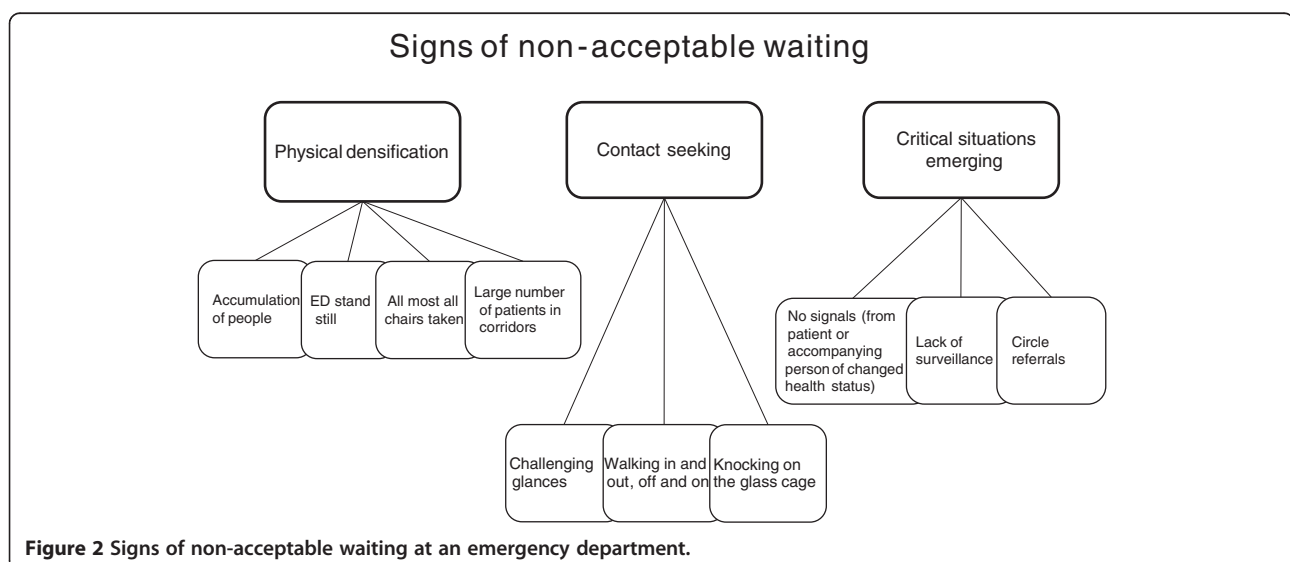 Signs of non-acceptable waiting
Physical densification
Contact seeking
Critical situations
emerging
Accumulation
of people
ED stand
still
All most all
chairs taken
Large number
of patients in
corridors
No signals (from
patient or
accompanying
person of changed
health status)
Lack of
surveillance
Circle
referrals
Challenging
glances
Walking in and
out, off and on
Knocking on
the glass cage
Figure 2 Signs of non-acceptable waiting at an emergency department.